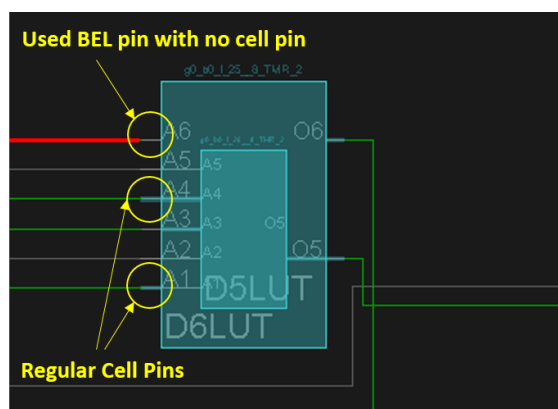 Used BEL pin with no cell pin
A6
O6
A5
A5
A4
A4
A3
A3
O5
A2
A2
O5
A1
A1
D5LUT
D6LUT
Regular Cell Pins